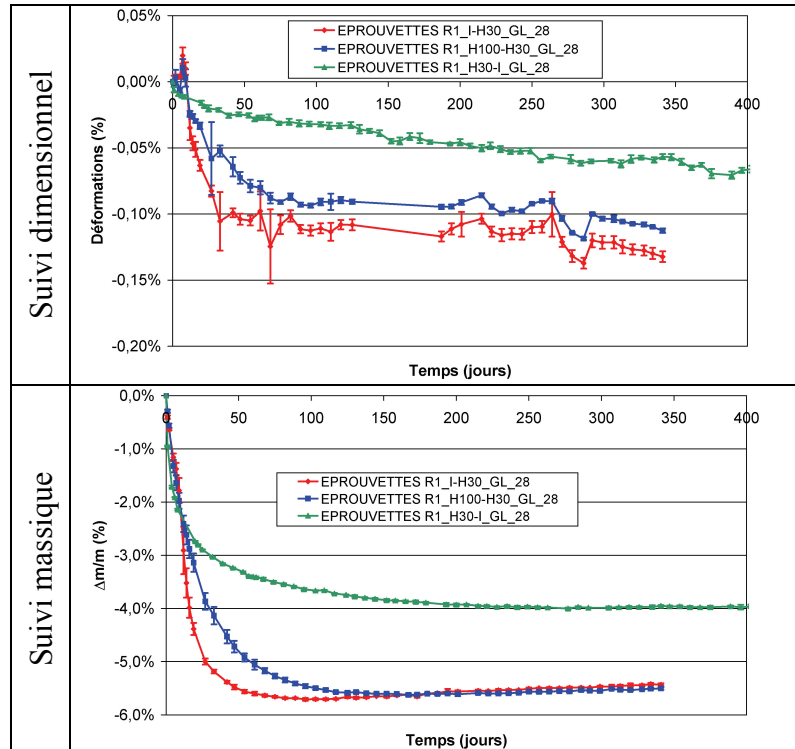 Suivi dimensionnel
0,05%
0,00%
-0,05%
-0,10%
-0,15%
-0,20%
Déformations (%)
EPROUVETTES R1_I-H30_GL_28
EPROUVETTES R1_H100-H30_GL_28
EPROUVETTES R1_H30-I_GL_28
0 50 100 150 200 250 300 350 400
Temps (jours)
Suivi massique
0,0%
-1,0%
-2,0%
-3,0%
-4,0%
-5,0%
-6,0%
Δm/m (%)
0 50 100 150 200 250 300 350 400
EPROUVETTES R1_I-H30_GL_28
EPROUVETTES R1_H100-H30_GL_28
EPROUVETTES R1_H30-I_GL_28
Temps (jours)